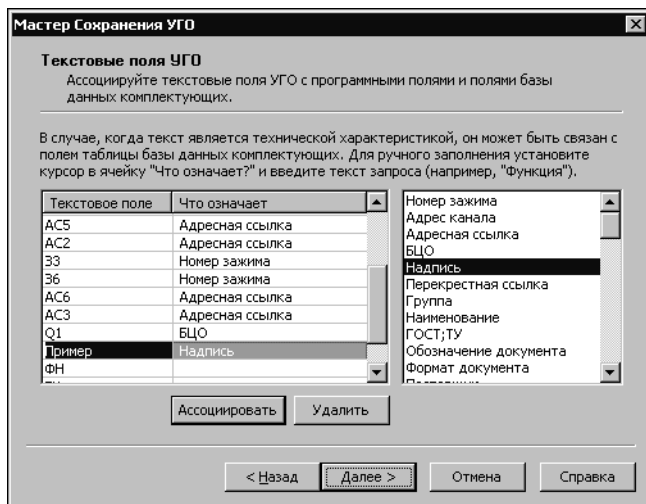 Мастер Сохранения УГО
Текстовые поля УГО
Ассоциируйте текстовые поля УГО с программными полями и полями базы
данных комплектующих.
В случае, когда текст является технической характеристикой, он может быть связан с
полем таблицы базы данных комплектующих. Для ручного заполнения установите
курсор в ячейку "Что означает?" и введите текст запроса (например, "Функция").
Текстовое поле Что означает
АС5 Адресная ссылка
АС2 Адресная ссылка
З3 Номер зажима
З6 Номер зажима
АС6 Адресная ссылка
АС3 Адресная ссылка
Q1 БЦО
Пример Надпись
ФН
Номер зажима
Адрес канала
Адресная ссылка
БЦО
Надпись
Перекрестная ссылка
Группа
Наименование
ГОСТ;ТУ
Обозначение документа
Формат документа
Ассоциировать Удалить
< Назад Далее > Отмена Справка